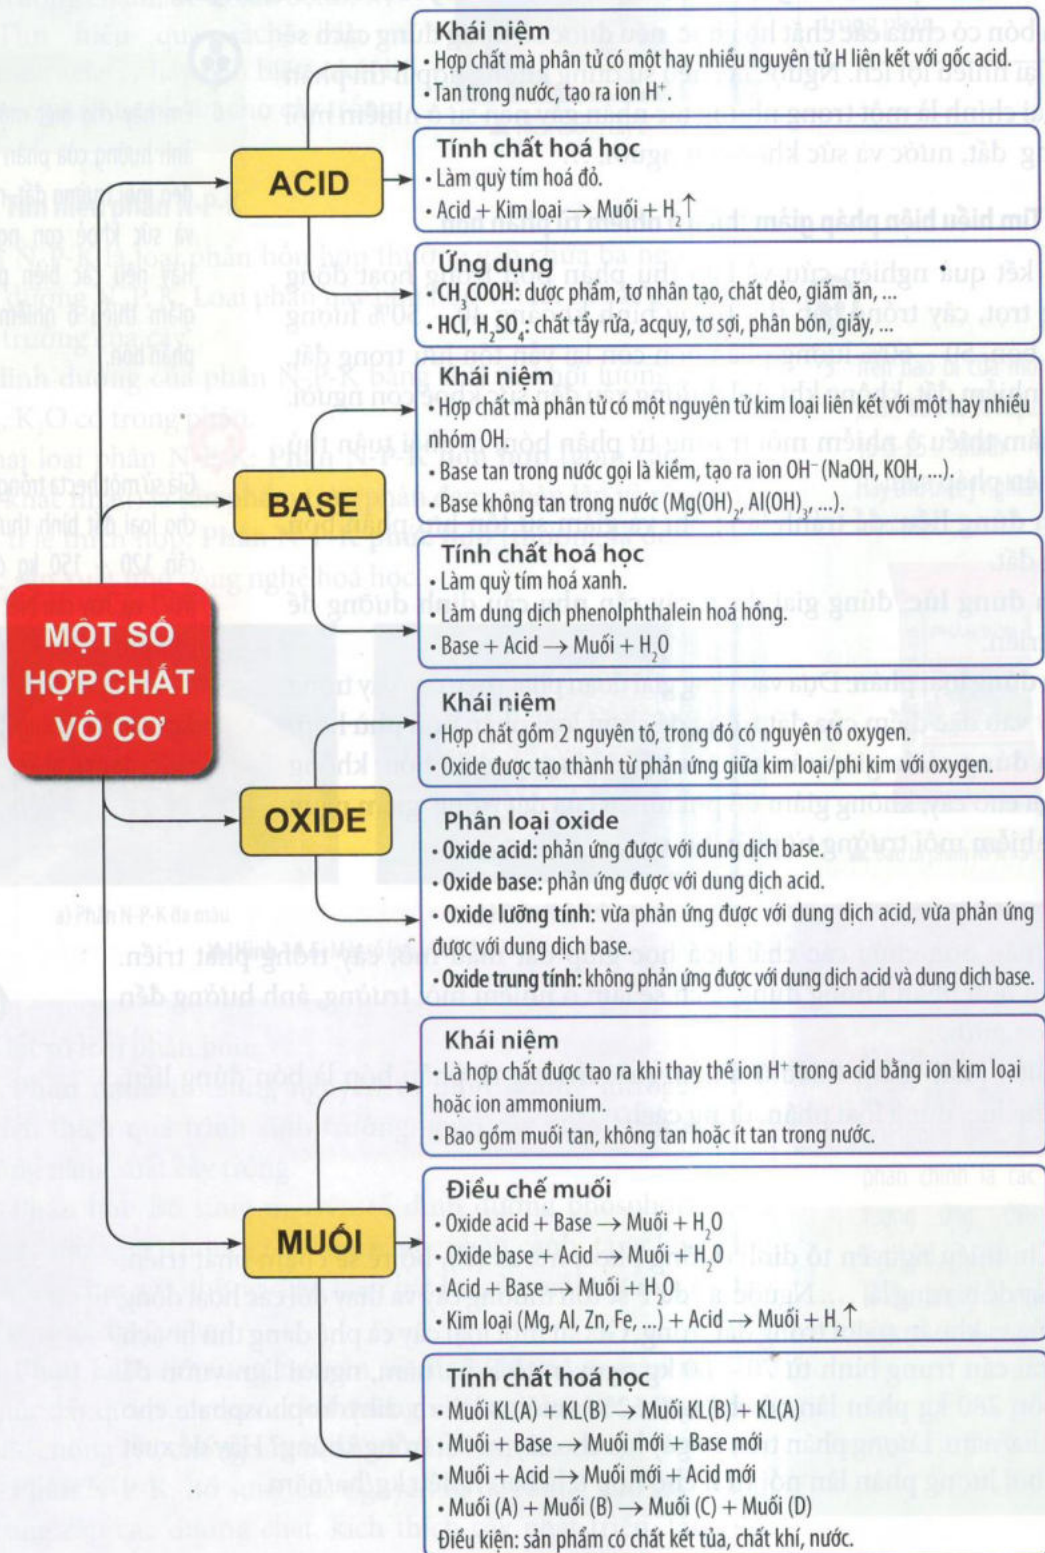 Khái niệm
• Hợp chất mà phân tử có một hay nhiều nguyên tử H liên kết với gốc acid.
• Tan trong nước, tạo ra ion H⁺.
ACID
Tính chất hoá học
• Làm quỳ tím hoá đỏ.
• Acid + Kim loại → Muối + H₂↑
Ứng dụng
• CH₃COOH: dược phẩm, tơ nhân tạo, chất dẻo, giấm ăn, ...
• HCl, H₂SO₄: chất tẩy rửa, acquy, tơ sợi, phân bón, giấy, ...
Khái niệm
• Hợp chất mà phân tử có một nguyên tử kim loại liên kết với một hay nhiều
nhóm OH.
• Base tan trong nước gọi là kiềm, tạo ra ion OH⁻ (NaOH, KOH, ...).
• Base không tan trong nước (Mg(OH)₂, Al(OH)₃, ...).
BASE
Tính chất hoá học
• Làm quỳ tím hoá xanh.
• Làm dung dịch phenolphthalein hoá hồng.
• Base + Acid → Muối + H₂O
MỘT SỐ
HỢP CHẤT
VÔ CƠ
Khái niệm
• Hợp chất gồm 2 nguyên tố, trong đó có nguyên tố oxygen.
• Oxide được tạo thành từ phản ứng giữa kim loại/phi kim với oxygen.
OXIDE
Phân loại oxide
• Oxide acid: phản ứng được với dung dịch base.
• Oxide base: phản ứng được với dung dịch acid.
• Oxide lưỡng tính: vừa phản ứng được với dung dịch acid, vừa phản ứng
được với dung dịch base.
• Oxide trung tính: không phản ứng được với dung dịch acid và dung dịch base.
Khái niệm
• Là hợp chất được tạo ra khi thay thế ion H⁺ trong acid bằng ion kim loại
hoặc ion ammonium.
• Bao gồm muối tan, không tan hoặc ít tan trong nước.
MUỐI
Điều chế muối
• Oxide acid + Base → Muối + H₂O
• Oxide base + Acid → Muối + H₂O
• Acid + Base → Muối + H₂O
• Kim loại (Mg, Al, Zn, Fe, ...) + Acid → Muối + H₂↑
Tính chất hoá học
• Muối KL(A) + KL(B) → Muối KL(B) + KL(A)
• Muối + Base → Muối mới + Base mới
• Muối + Acid → Muối mới + Acid mới
• Muối (A) + Muối (B) → Muối (C) + Muối (D)
Điều kiện: sản phẩm có chất kết tủa, chất khí, nước.